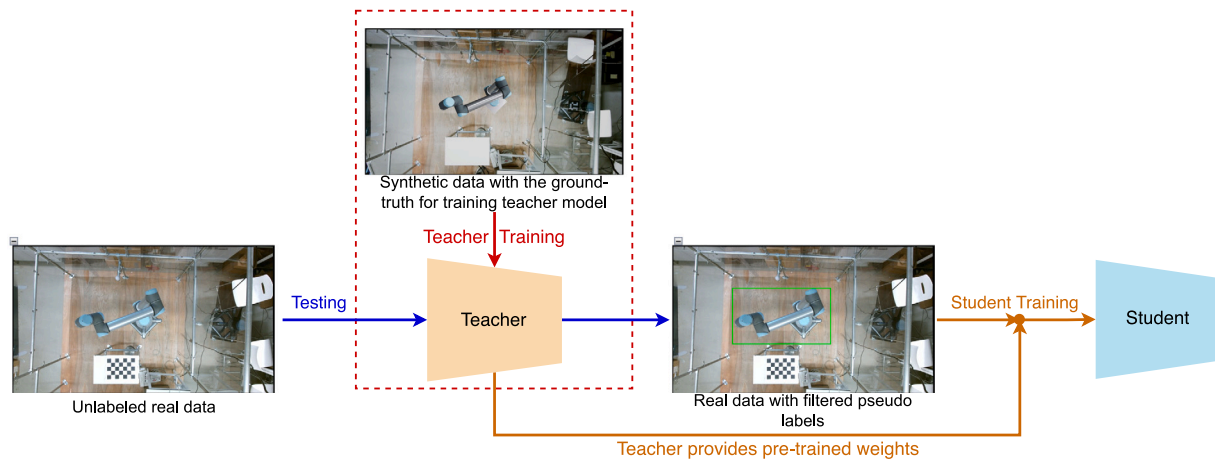 Synthetic data with the ground-
truth for training teacher model
Teacher Training
Testing
Teacher
Student Training
Student
Unlabeled real data
Real data with filtered pseudo
labels
Teacher provides pre-trained weights